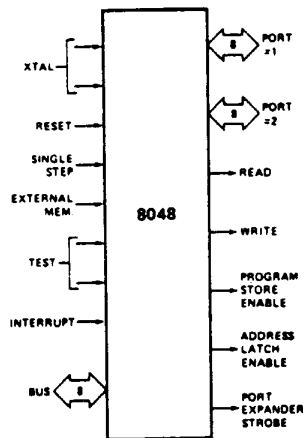 XTAL
RESET
SINGLE
STEP
EXTERNAL
MEM.
TEST
INTERRUPT
BUS
8
8048
8
PORT
#1
8
PORT
#2
READ
WRITE
PROGRAM
STORE
ENABLE
ADDRESS
LATCH
ENABLE
PORT
EXPANDER
STROBE